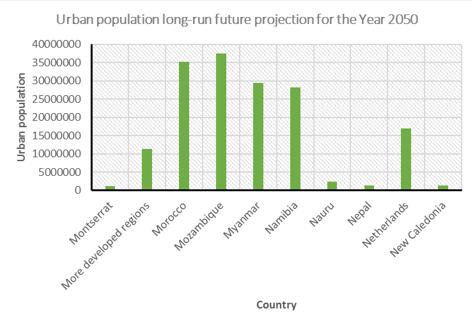 Urban population long-run future projection for the Year 2050
Urban population
40000000
35000000
30000000
25000000
20000000
15000000
10000000
5000000
0
Montserrat
More developed regions
Morocco
Mozambique
Myanmar
Namibia
Nauru
Nepal
Netherlands
New Caledonia
Country